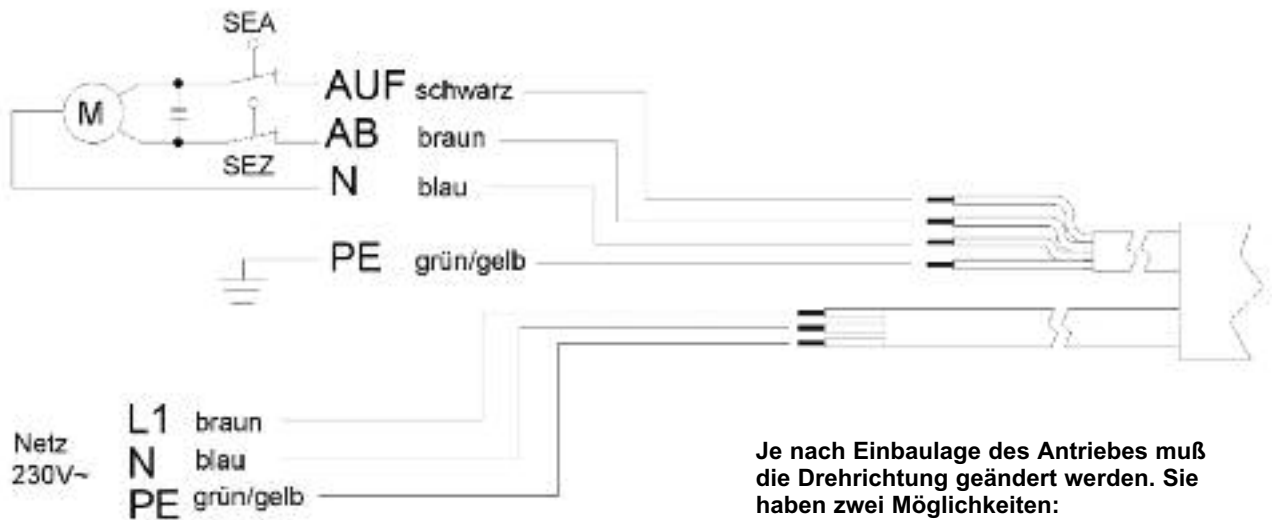 SEA
M
AUF schwarz
AB braun
SEZ
N blau
PE grün/gelb
L1 braun
Netz
230V~
N blau
PE grün/gelb
Je nach Einbaulage des Antriebes muß
die Drehrichtung geändert werden. Sie
haben zwei Möglichkeiten: